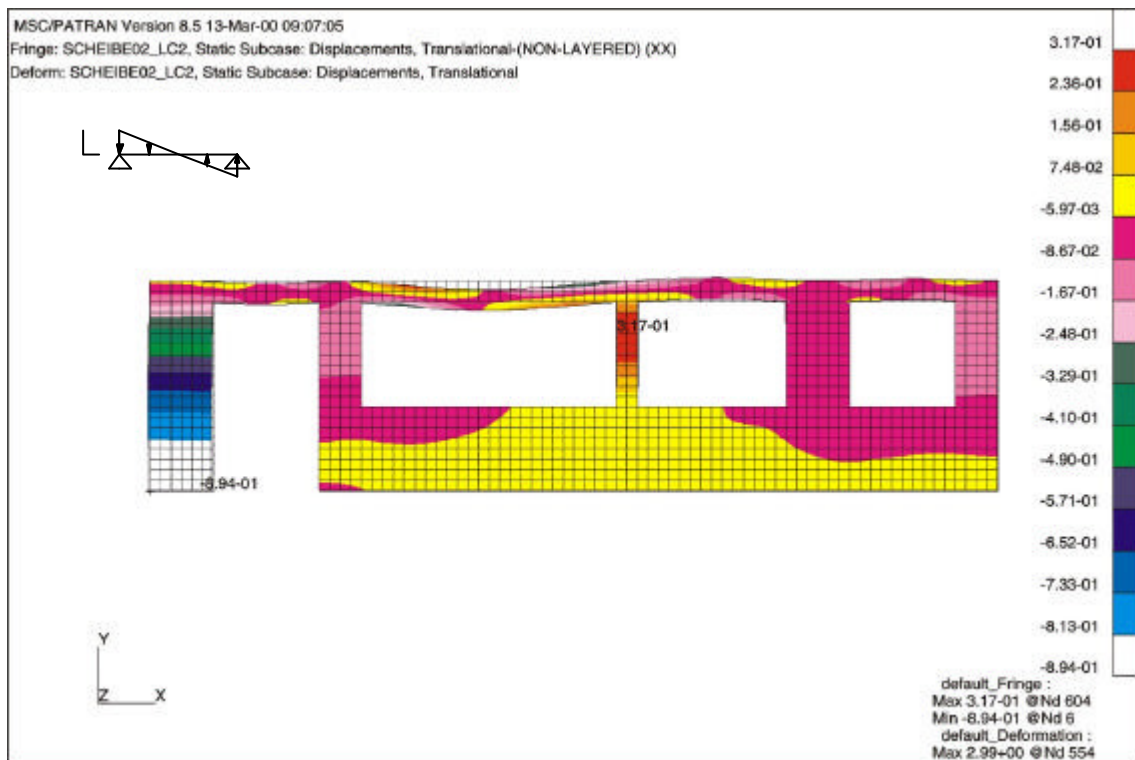 MSC/PATRAN Version 8.5 13-Mar-00 09:07:05
Fringe: SCHEIBE02_LC2, Static Subcase: Displacements, Translational-(NON-LAYERED) (XX)
Deform: SCHEIBE02_LC2, Static Subcase: Displacements, Translational
3.17-01
2.36-01
1.56-01
7.48-02
-5.97-03
-8.67-02
-1.67-01
-2.48-01
-3.29-01
-4.10-01
-4.90-01
-5.71-01
-6.52-01
-7.33-01
-8.13-01
-8.94-01
3.17-01
-8.94-01
Y
Z X
default_Fringe :
Max 3.17-01 @Nd 604
Min -8.94-01 @Nd 6
default_Deformation :
Max 2.99+00 @Nd 554